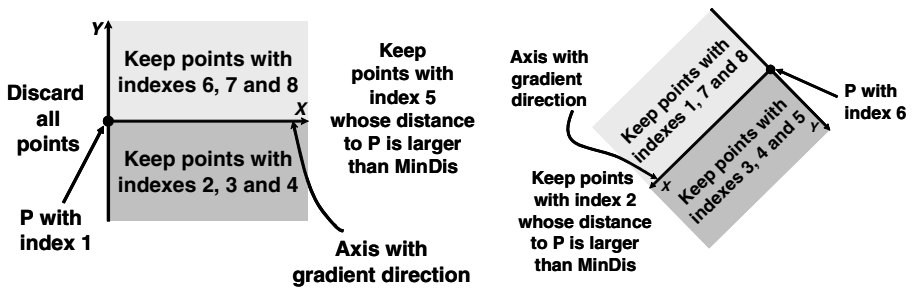 Y
Keep points with
indexes 6, 7 and 8
X
Discard
all
points
Keep points with
indexes 2, 3 and 4
P with
index 1
Keep
points with
index 5
whose distance
to P is larger
than MinDis
Axis with
gradient direction
Axis with
gradient
direction
Keep points with
indexes 1, 7 and 8
P with
index 6
Y
Keep points with
indexes 3, 4 and 5
X
Keep points
with index 2
whose distance
to P is larger
than MinDis